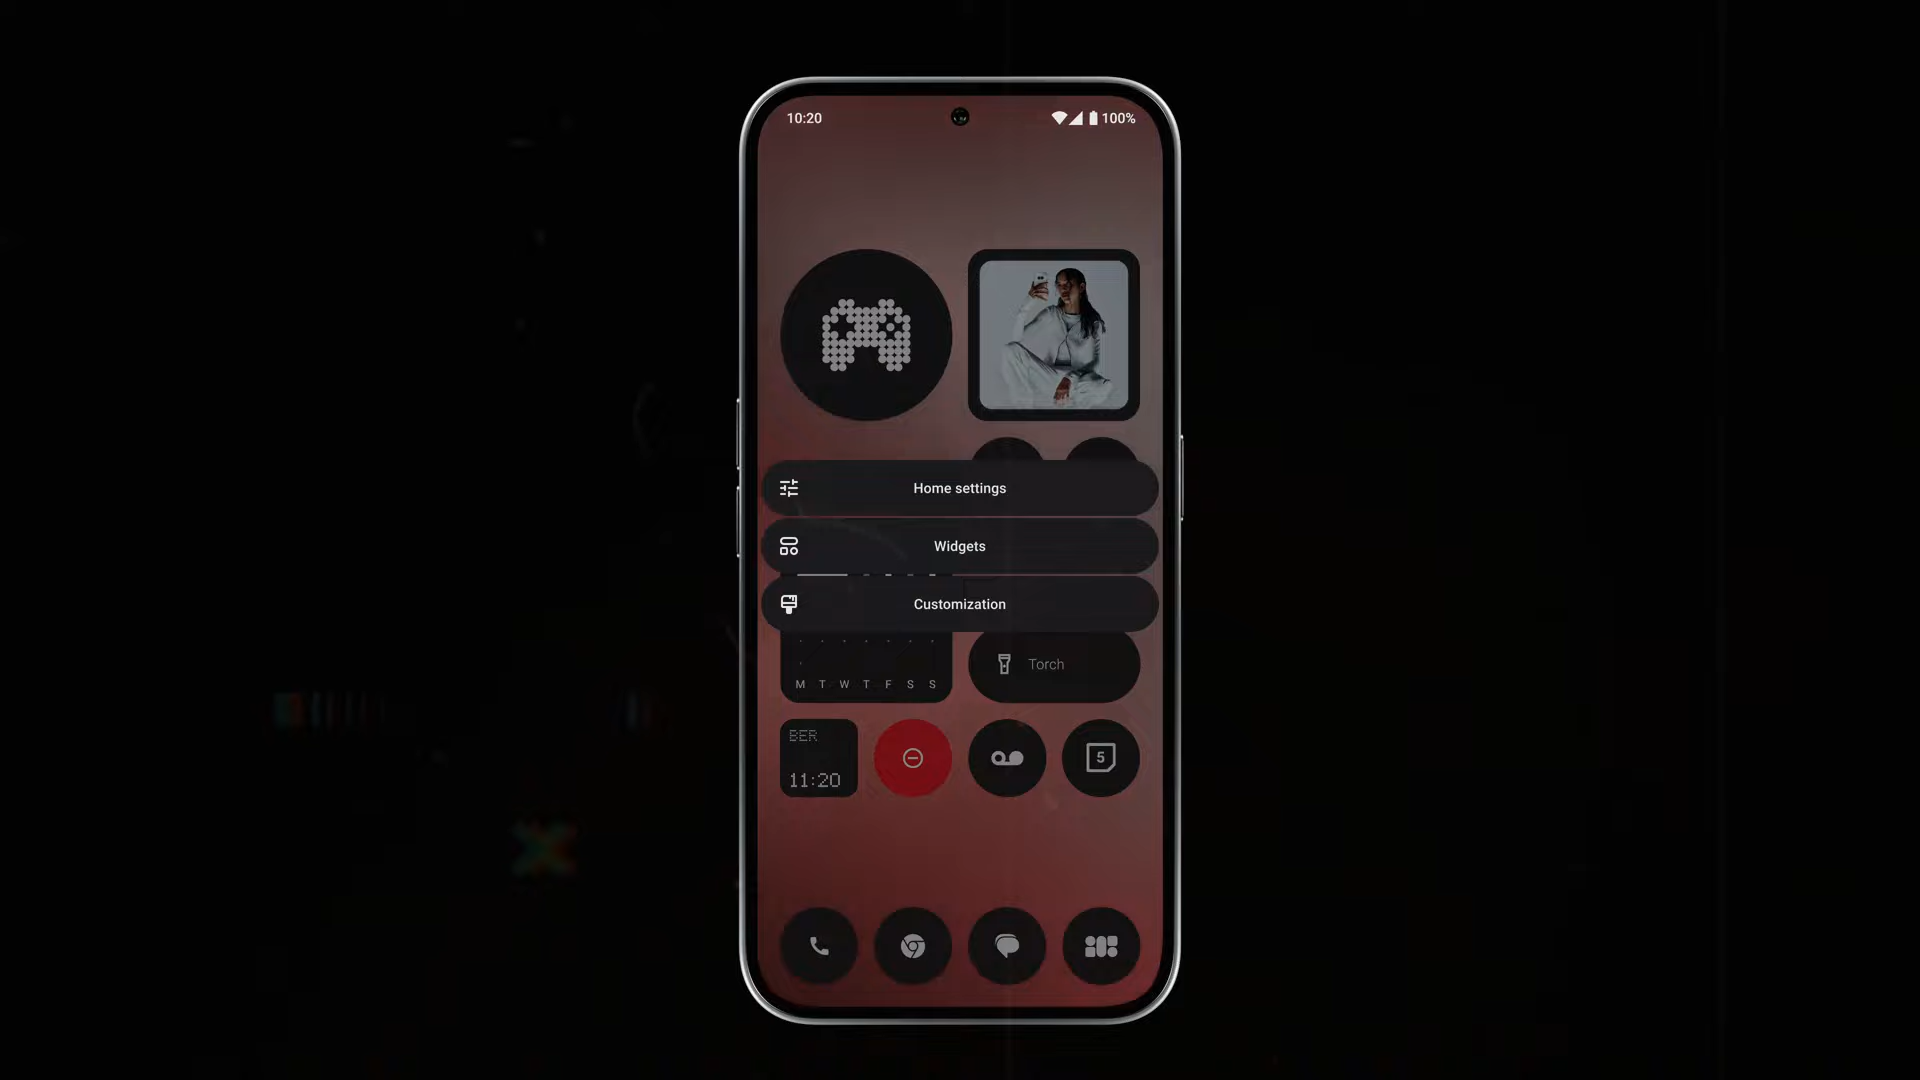 10:20
100%
Home settings
Widgets
Customization
Torch
M T W T F S S
BER
11:20
5